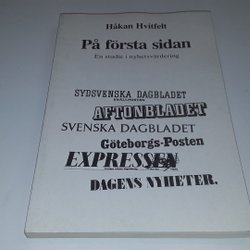 Håkan Hvitfelt
På första sidan
En studie i nyhetsvärdering
SYDSVENSKA DAGBLADET
AFTONBLADET
SVENSKA DAGBLADET
Göteborgs-Posten
EXPRESSEN
DAGENS NYHETER.